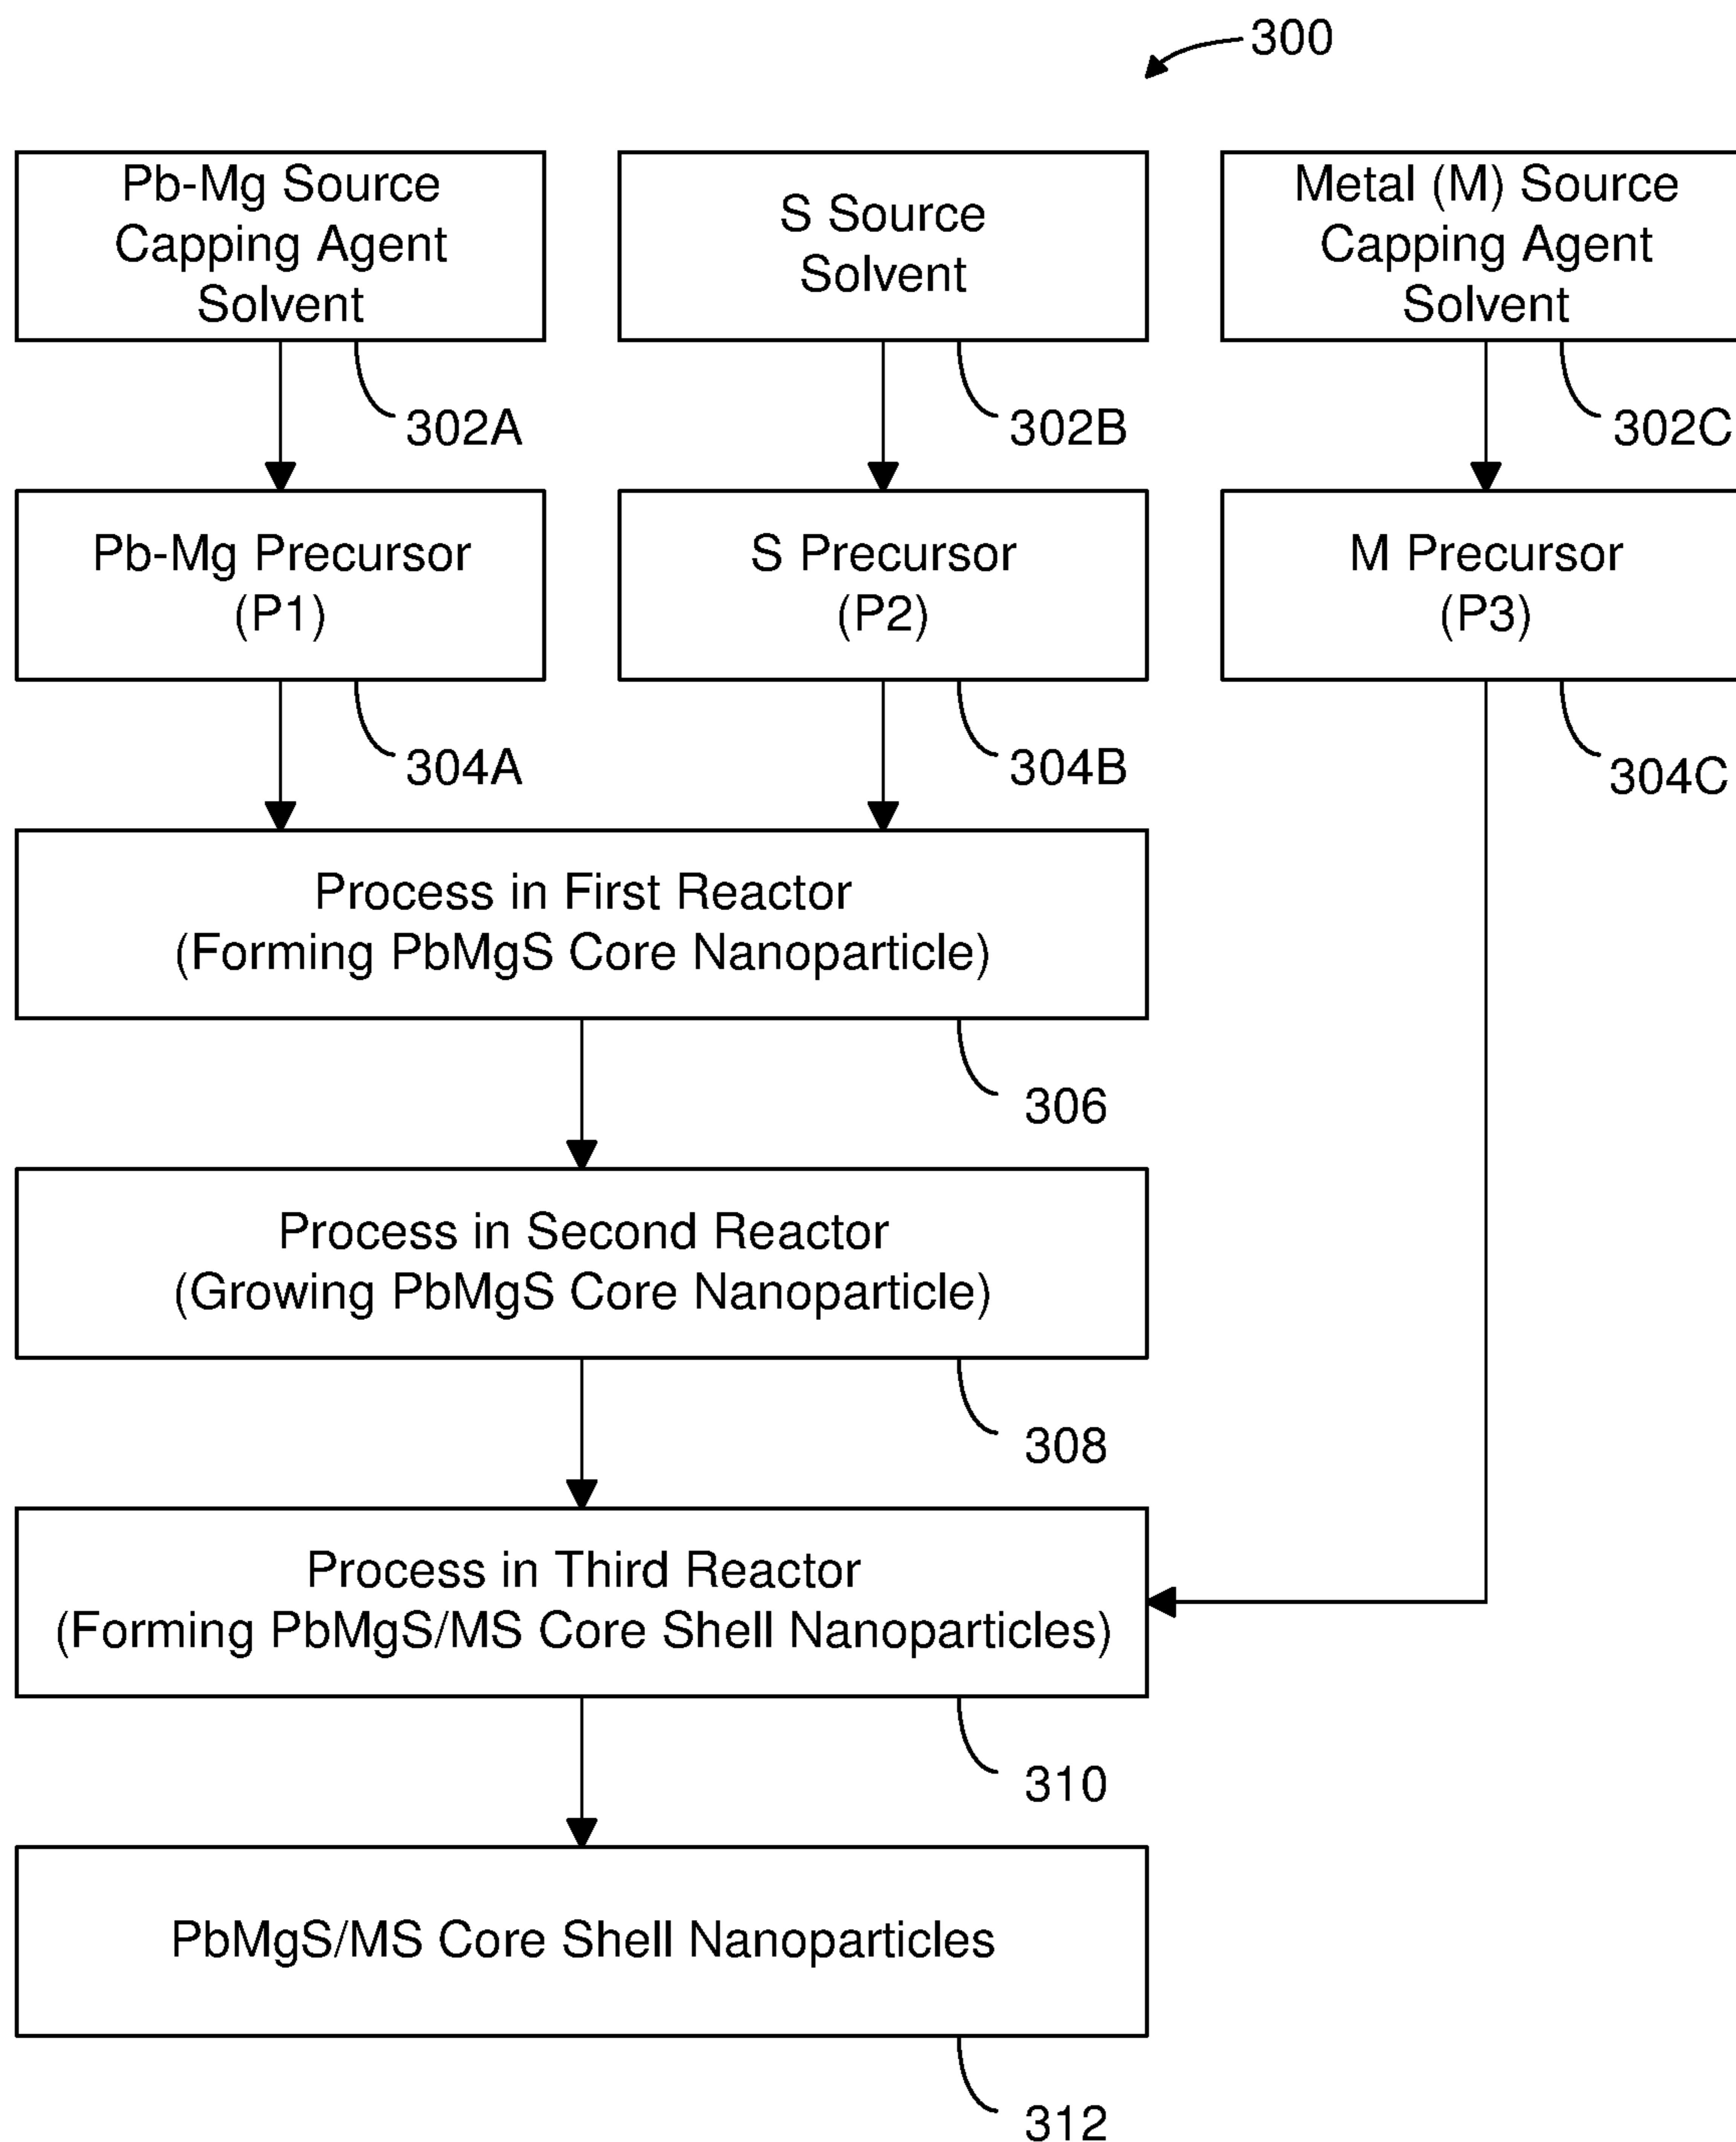 300
Pb-Mg Source
Capping Agent
Solvent
S Source
Solvent
Metal (M) Source
Capping Agent
Solvent
302A
302B
302C
Pb-Mg Precursor
(P1)
S Precursor
(P2)
M Precursor
(P3)
304A
304B
304C
Process in First Reactor
(Forming PbMgS Core Nanoparticle)
306
Process in Second Reactor
(Growing PbMgS Core Nanoparticle)
308
Process in Third Reactor
(Forming PbMgS/MS Core Shell Nanoparticles)
310
PbMgS/MS Core Shell Nanoparticles
312